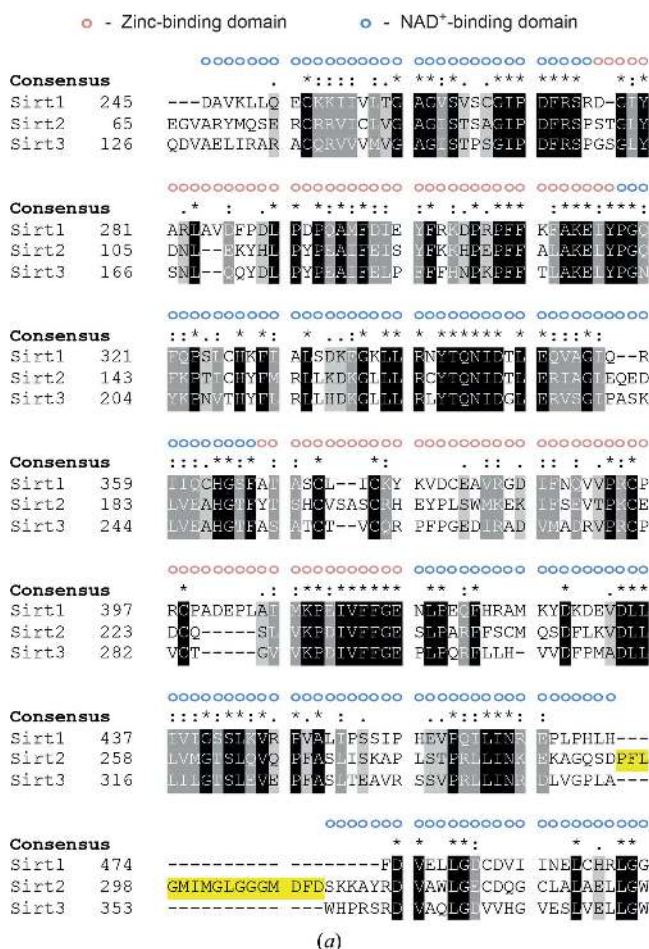 o - Zinc-binding domain o - NAD+-binding domain
Consensus . *:::: :.* **:*. .*** **** *:*
Sirt1 245 ---DAVKLLQ ECKKIIVLTG AGVSVSCGIP DFRSRD-GIY
Sirt2 65 EGVARYMQSE RCRRVICLVG AGISTSAGIP DFRSPSTGLY
Sirt3 126 QDVAELIRAR ACQRVVVMVG AGISTPSGIP DFRSPGSGLY
Consensus .* : .* * *:*:*:: :* :.* *** :****:**:
Sirt1 281 ARLAVDFPDL PDPQAMFDIE YFRKDPRPFF KFAKEIYPGQ
Sirt2 105 DNL--EKYHL PYPEAIFEIS YFKKHPEPFF ALAKELYPGQ
Sirt3 166 SNL--QQYDL PYPEAIFELP FFFHNPKPFF TLAKELYPGN
Consensus ::*.: * *: *..:* ** * ****** * *::::*:
Sirt1 321 FQPSLCHKFI ALSDKEGKLL RNYTQNIDTL EQVAGIQ--R
Sirt2 143 FKPTICHYFM RLLKDKGLLL RCYTQNIDTL ERIAGLEQED
Sirt3 204 YKPNVTHYFL RLLHDKGLLL RLYTQNIDGL ERVSGIPASK
Consensus ::: .**:* : * *: .:: : ::: *:*
Sirt1 359 IIQCHGSFAT ASCL--ICKY KVDCEAVRGD IFNQVVPRCP
Sirt2 183 LVEAHGTFYT SHCVSASCRH EYPLSWMKEK IFSEVTPKCE
Sirt3 244 LVEAHGTFAS ATCT--VCQR PFPGEDIRAD VMADRVPRCP
Consensus * .: :******** **. :* * .***
Sirt1 397 RCPADEPLAI MKPDIVFFGE NLPEQFHRAM KYDKDEVDLL
Sirt2 223 DCQ-----SL VKPDIVFFGE SLPARFFSCM QSDFLKVDLL
Sirt3 282 VCT-----GV VKPDIVFFGE PLPQRFLLH- VVDFPMADLL
Consensus :::*:**:*. *.*:* . ..*::***: :
Sirt1 437 IVIGSSLKVR PVALIPSSIP HEVPQILINR EPLPHLH---
Sirt2 258 LVMGTSLQVQ PFASLISKAP LSTPRLLINK EKAGQSDPFL
Sirt3 316 LILGTSLEVE PFASLTEAVR SSVPRLLINR DLVGPLA---
Consensus * * **: * .**
Sirt1 474 ---------- --------FD VELLGDCDVI INELCHRLGG
Sirt2 298 GMIMGLGGGM DFDSKKAYRD VAWLGECDQG CLALAELLGW
Sirt3 353 ---------- ---WHPRSRD VAQLGDVVHG VESLVELLGW
(a)